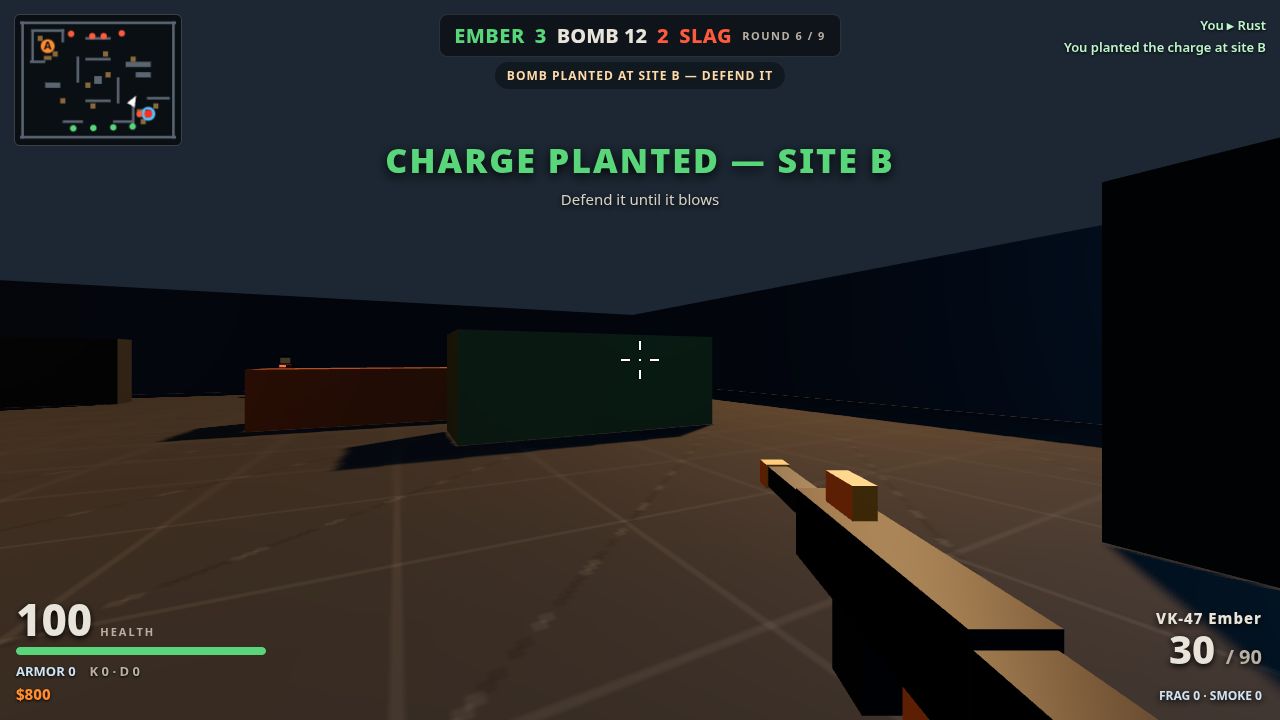 A
EMBER 3 BOMB 12 2 SLAG ROUND 6 / 9
BOMB PLANTED AT SITE B — DEFEND IT
You ▸ Rust
You planted the charge at site B
CHARGE PLANTED — SITE B
Defend it until it blows
100 HEALTH
ARMOR 0 K 0 · D 0
$800
VK-47 Ember
30 / 90
FRAG 0 · SMOKE 0